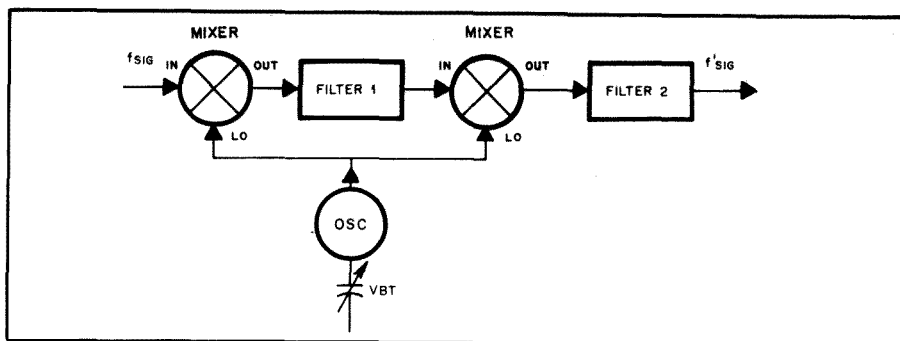 MIXER MIXER
fSIG IN OUT IN OUT f'SIG
FILTER 1 FILTER 2
LO LO
OSC
VBT